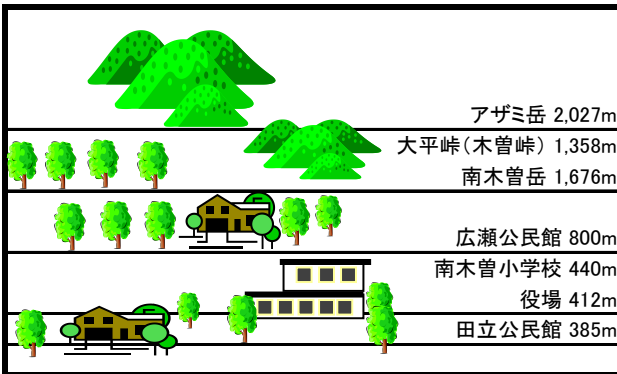 アザミ岳 2,027m
大平峠(木曽峠) 1,358m
南木曽岳 1,676m
広瀬公民館 800m
南木曽小学校 440m
役場 412m
田立公民館 385m